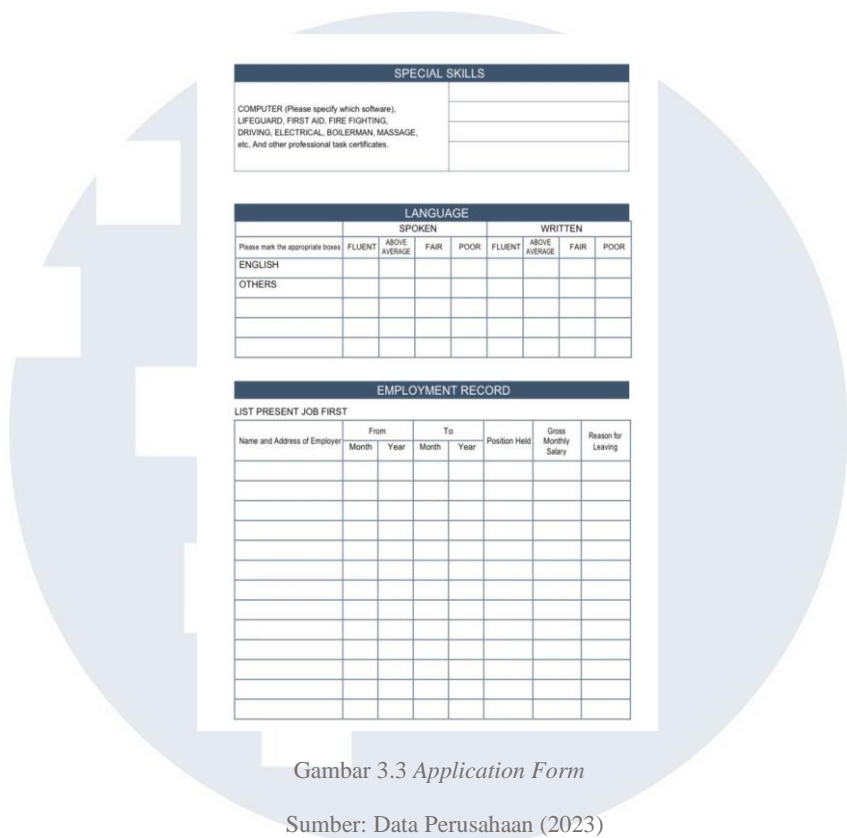 SPECIAL SKILLS
COMPUTER (Please specify which software),
LIFEGUARD, FIRST AID, FIRE FIGHTING,
DRIVING, ELECTRICAL, BOILERMAN, MASSAGE,
etc, And other professional task certificates.
LANGUAGE
SPOKEN WRITTEN
Please mark the appropriate boxes FLUENT ABOVE AVERAGE FAIR POOR FLUENT ABOVE AVERAGE FAIR POOR
ENGLISH
OTHERS
EMPLOYMENT RECORD
LIST PRESENT JOB FIRST
Name and Address of Employer From To Position Held Gross Monthly Salary Reason for Leaving
Month Year Month Year
Gambar 3.3 Application Form
Sumber: Data Perusahaan (2023)